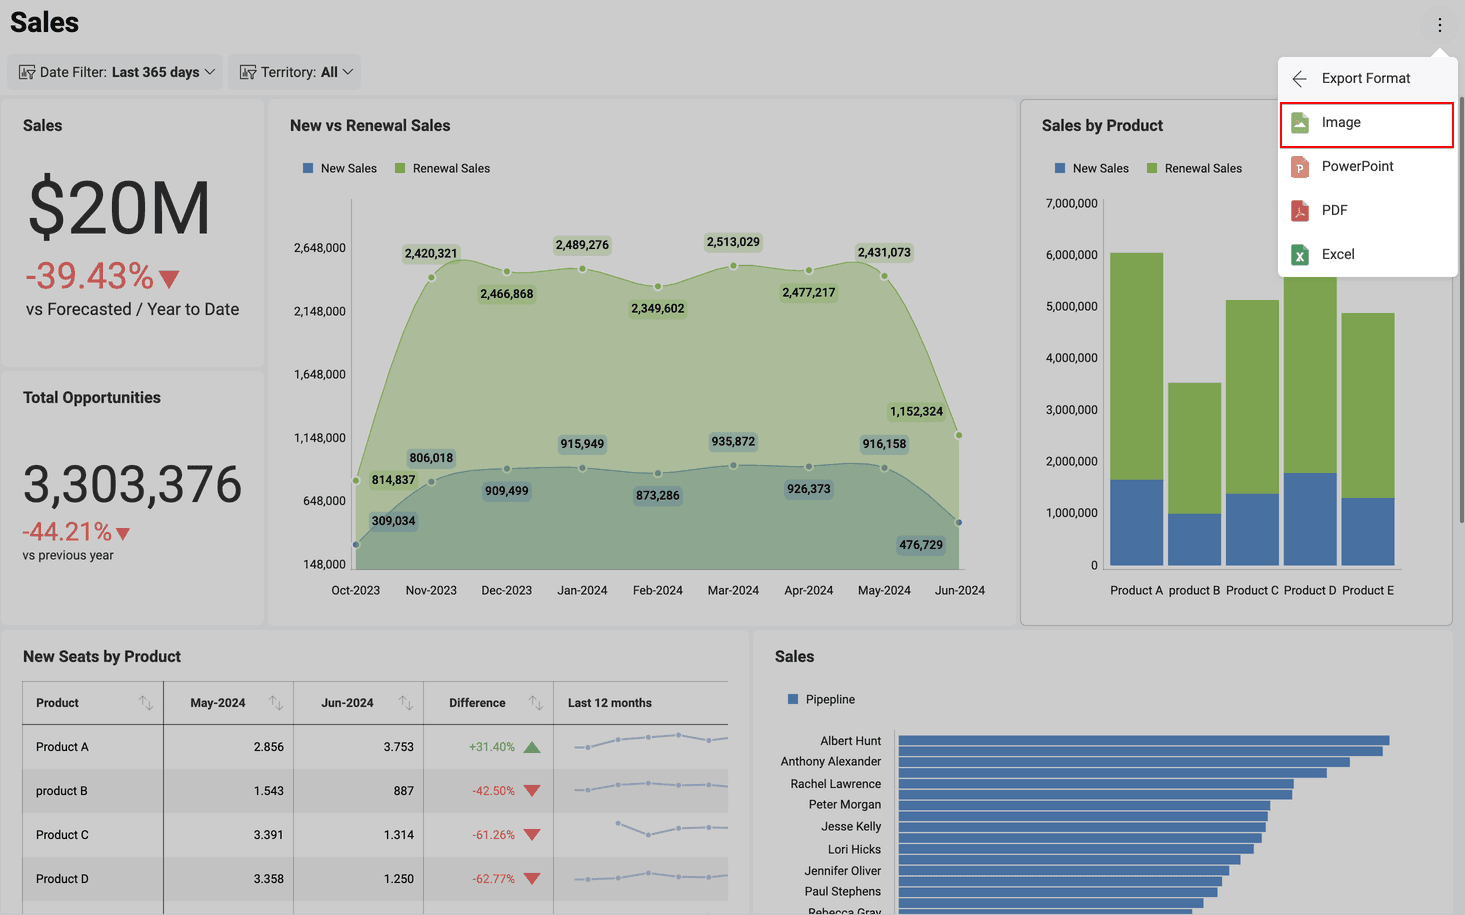 Sales
Date Filter: Last 365 days
Territory: All
Export Format
Image
PowerPoint
PDF
Excel
Sales
$20M
-39.43%
vs Forecasted / Year to Date
Total Opportunities
3,303,376
-44.21%
vs previous year
New vs Renewal Sales
New Sales Renewal Sales
2,648,000
2,148,000
1,648,000
1,148,000
648,000
148,000
2,420,321
2,466,868
2,489,276
2,349,602
2,513,029
2,477,217
2,431,073
1,152,324
814,837
806,018
909,499
915,949
873,286
935,872
926,373
916,158
309,034
476,729
Oct-2023 Nov-2023 Dec-2023 Jan-2024 Feb-2024 Mar-2024 Apr-2024 May-2024 Jun-2024
Sales by Product
New Sales Renewal Sales
7,000,000
6,000,000
5,000,000
4,000,000
3,000,000
2,000,000
1,000,000
0
Product A product B Product C Product D Product E
New Seats by Product
Product May-2024 Jun-2024 Difference Last 12 months
Product A 2.856 3.753 +31.40%
product B 1.543 887 -42.50%
Product C 3.391 1.314 -61.26%
Product D 3.358 1.250 -62.77%
Sales
Pipepline
Albert Hunt
Anthony Alexander
Rachel Lawrence
Peter Morgan
Jesse Kelly
Lori Hicks
Jennifer Oliver
Paul Stephens
Rebecca Gray